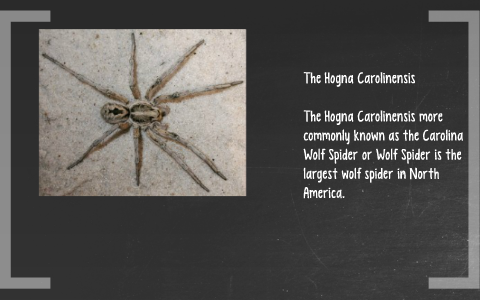 The Hogna Carolinensis
The Hogna Carolinensis more
commonly known as the Carolina
Wolf Spider or Wolf Spider is the
largest wolf spider in North
America.